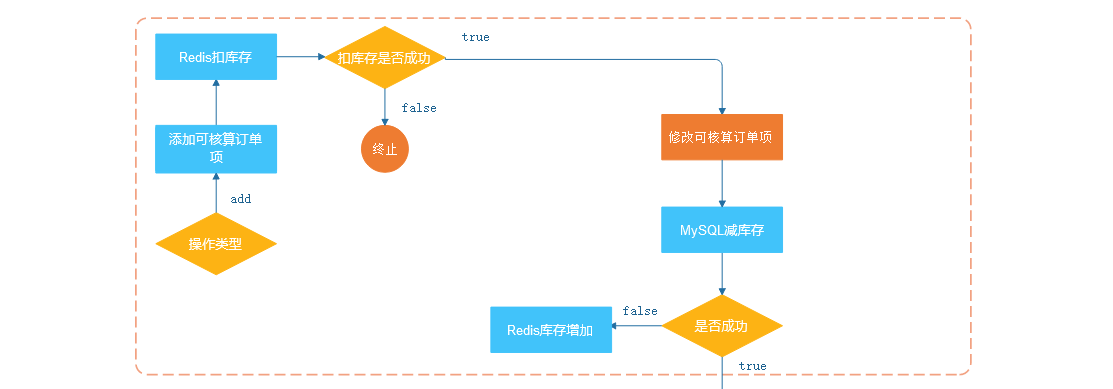 Redis扣库存
扣库存是否成功
true
false
添加可核算订单
项
终止
修改可核算订单项
add
操作类型
MySQL减库存
false
Redis库存增加
是否成功
true